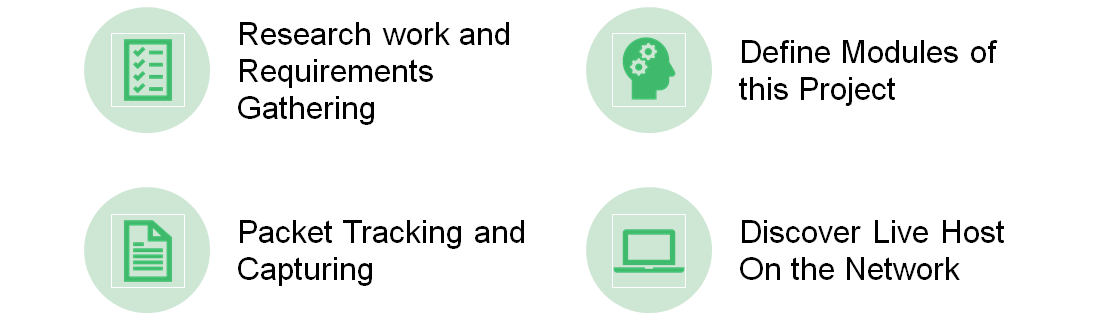 Research work and
Requirements
Gathering
Define Modules of
this Project
Packet Tracking and
Capturing
Discover Live Host
On the Network